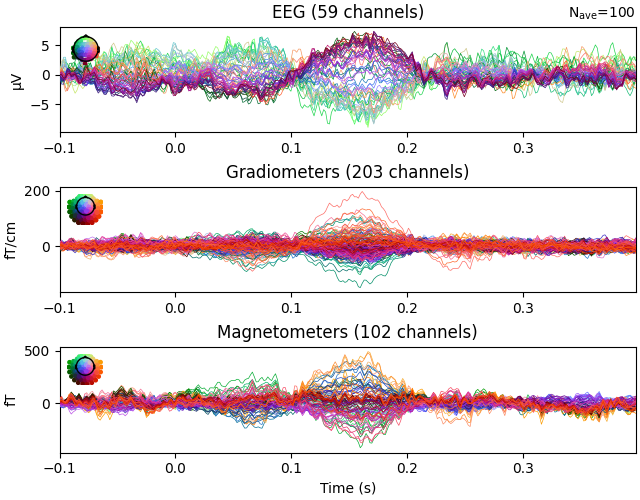 EEG (59 channels)
Nave=100
5
0
−5
µV
−0.1 0.0 0.1 0.2 0.3
Gradiometers (203 channels)
200
0
fT/cm
−0.1 0.0 0.1 0.2 0.3
Magnetometers (102 channels)
500
0
fT
−0.1 0.0 0.1 0.2 0.3
Time (s)